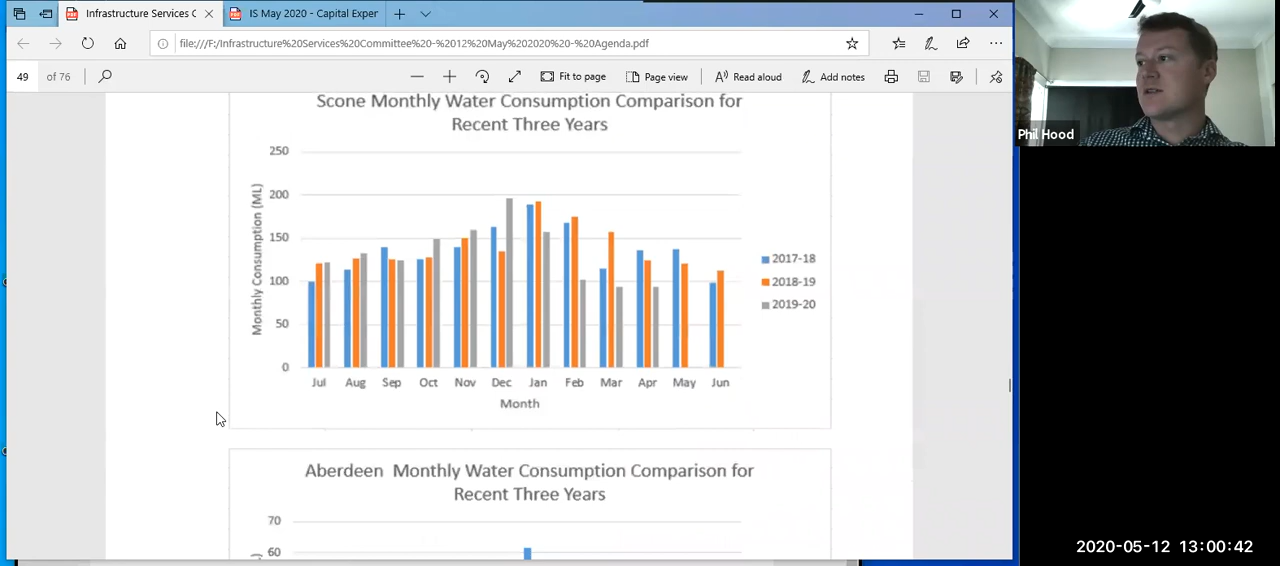 Infrastructure Services C
IS May 2020 - Capital Exper
file:///F:/Infrastructure%20Services%20Committee%20-%2012%20May%202020%20-%20Agenda.pdf
49 of 76
Fit to page
Page view
Read aloud
Add notes
Phil Hood
Scone Monthly Water Consumption Comparison for
Recent Three Years
Monthly Consumption (ML)
250
200
150
100
50
0
Jul Aug Sep Oct Nov Dec Jan Feb Mar Apr May Jun
Month
2017-18
2018-19
2019-20
Aberdeen Monthly Water Consumption Comparison for
Recent Three Years
70
60
2020-05-12 13:00:42